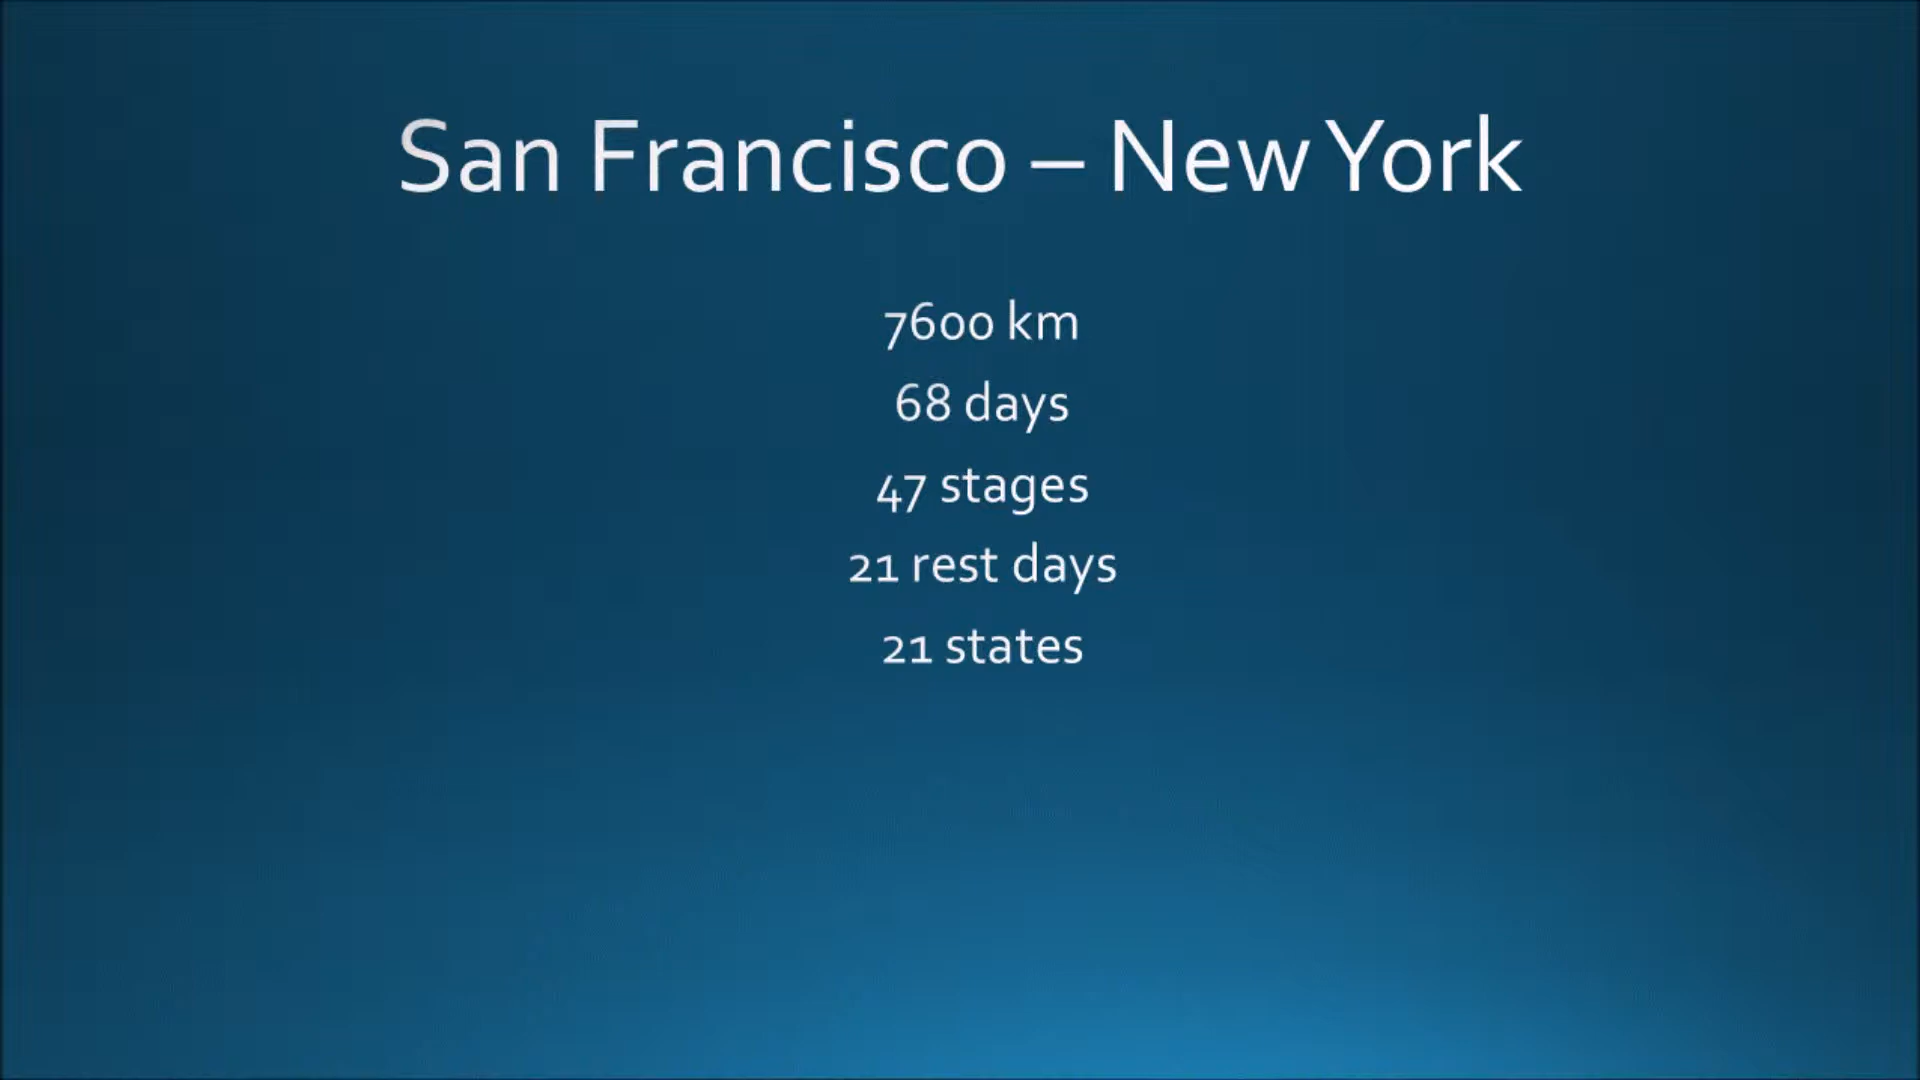 San Francisco – New York
7600 km
68 days
47 stages
21 rest days
21 states